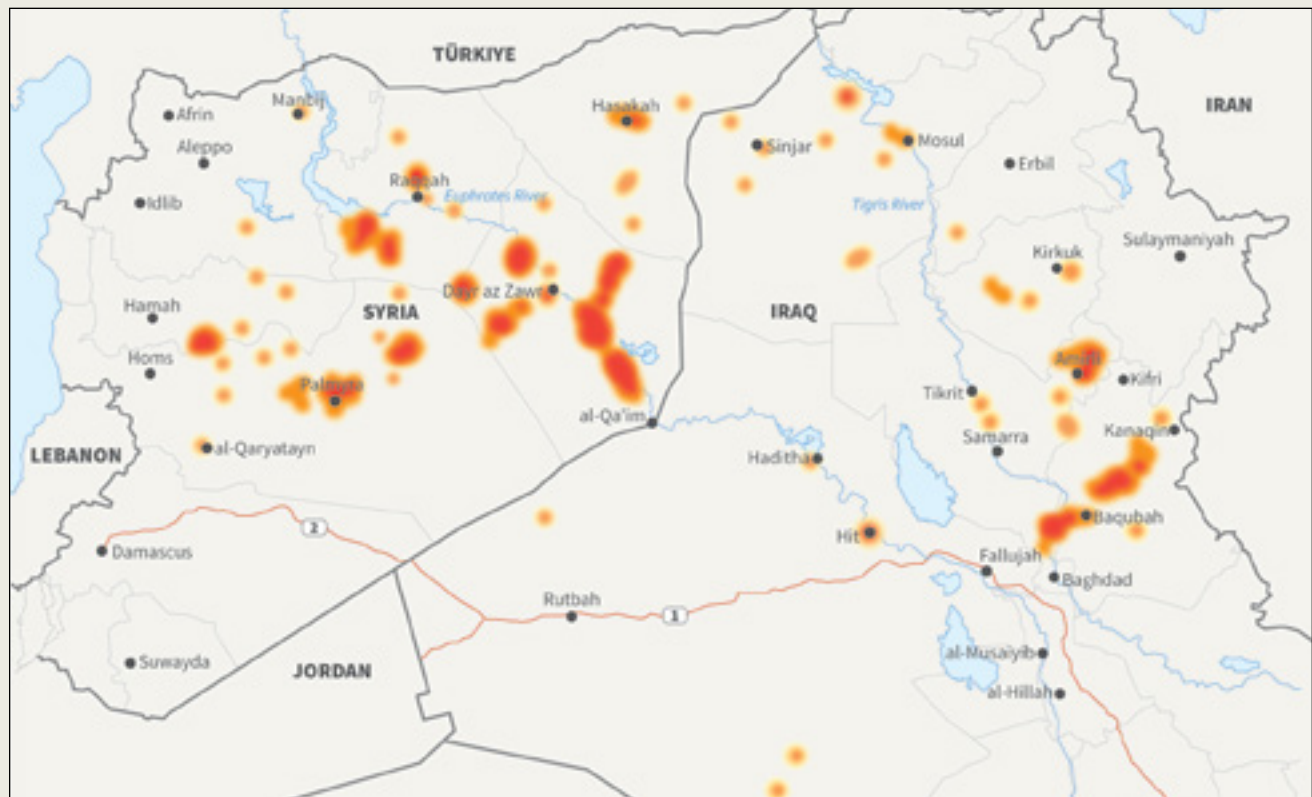 TÜRKIYE
Manbij
Hasakah
Afrin
IRAN
Aleppo
Sinjar
Mosul
Erbil
Raqqah
Euphrates River
Idlib
Tigris River
Sulaymaniyah
Kirkuk
Dayr az Zawr
Hamah
SYRIA
IRAQ
Homs
Amirli
Kifri
Palmyra
Tikrit
al-Qa'im
Kanaqin
Samarra
al-Qaryatayn
LEBANON
Haditha
Baqubah
2
Hit
Damascus
Fallujah
Baghdad
Rutbah
1
al-Musaiyib
Suwayda
JORDAN
al-Hillah